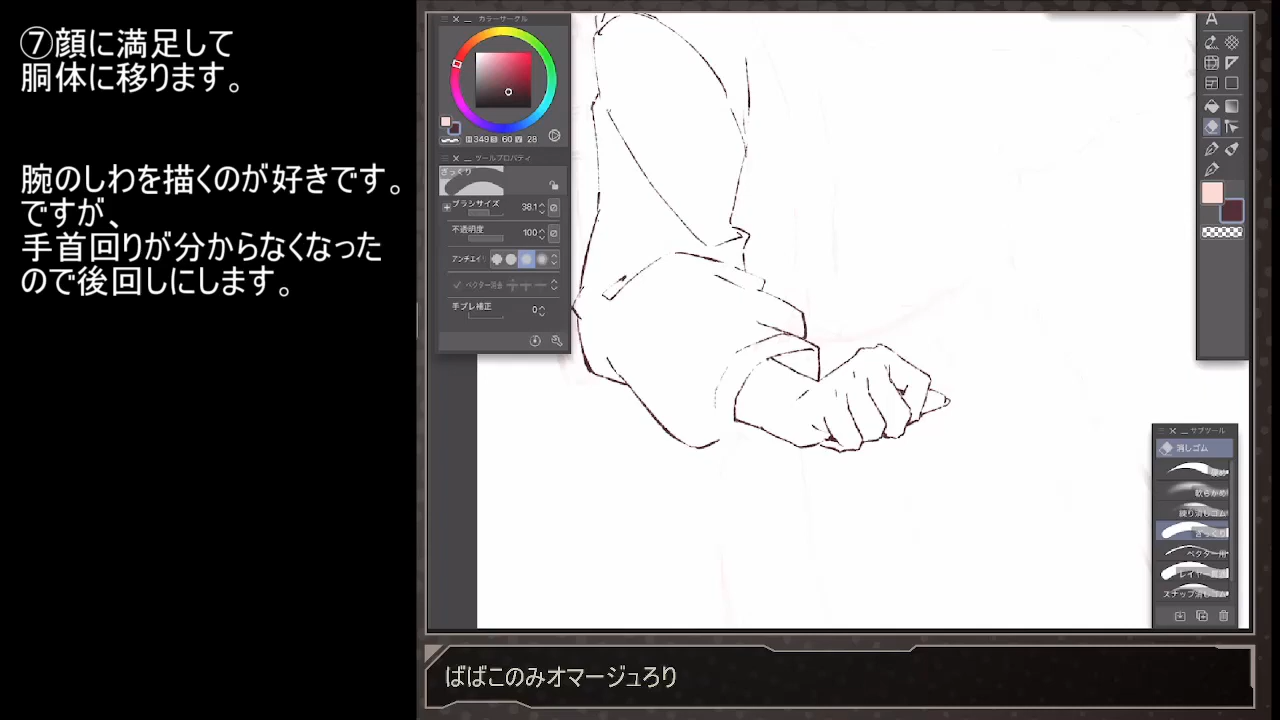 ⑦顔に満足して
胴体に移ります。
腕のしわを描くのが好きです。
ですが、
手首回りが分からなくなった
ので後回しにします。
カラーサークル
H 349 S 60 V 28
ツールプロパティ
ざっくり
ブラシサイズ 38.1
不透明度 100
アンチエイ
ベクター消去
手ブレ補正 0
A
サブツール
消しゴム
硬め
軟らかめ
練り消しゴム
ざっくり
ベクター用
スナップ消しゴム
ばばこのみオマージュろり